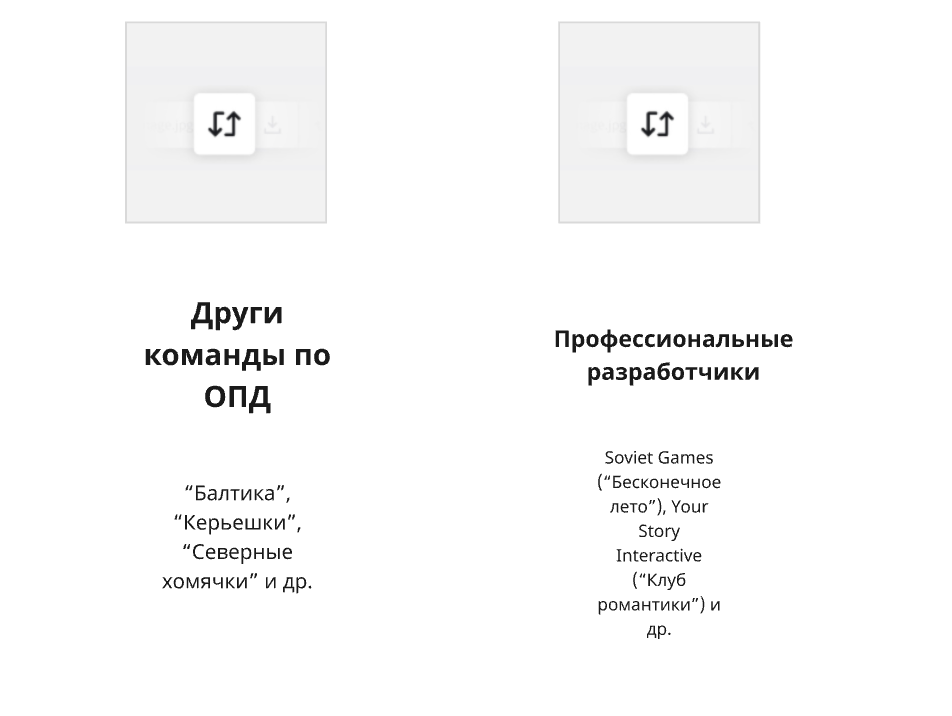 Други
команды по
ОПД
“Балтика”,
“Керьешки”,
“Северные
хомячки” и др.
Профессиональные
разработчики
Soviet Games
(“Бесконечное
лето”), Your
Story
Interactive
(“Клуб
романтики”) и
др.